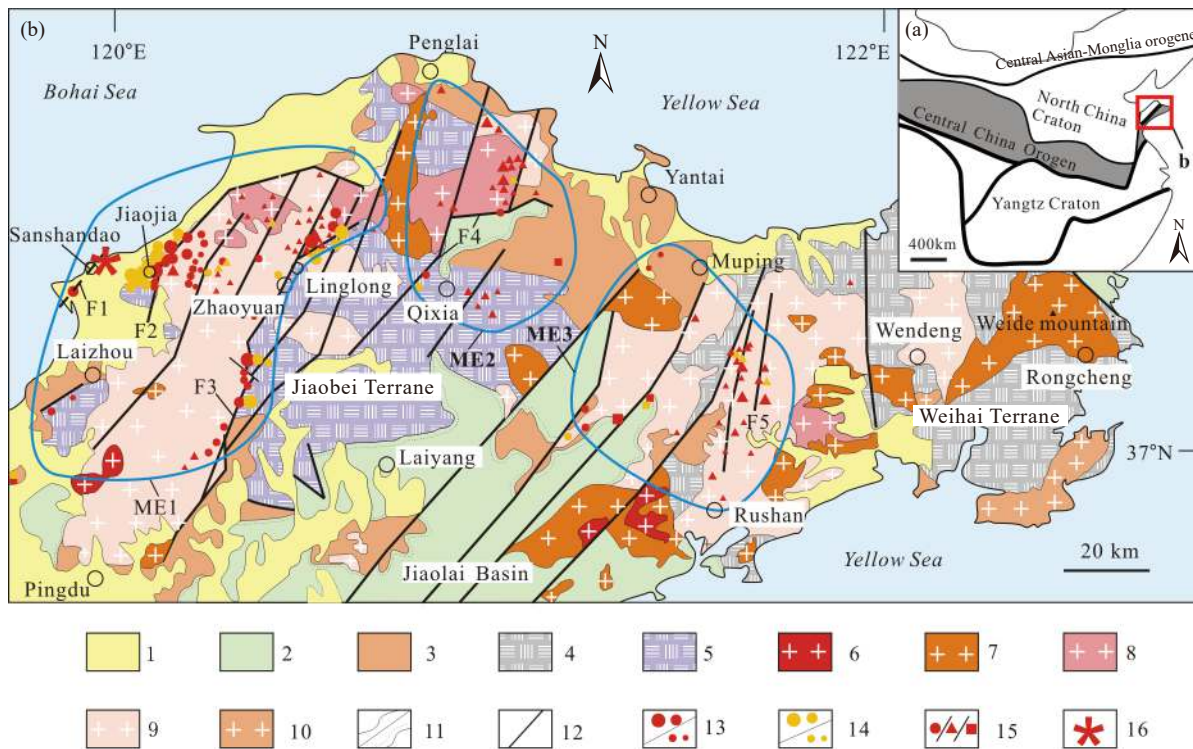 (b)
120°E
Penglai
N
122°
Bohai Sea
Yellow Sea
Yantai
Jiaojia
Sanshandao
F4
Muping
F1
Linglong
Zhaoyuan
F2
Qixia
ME3
ME2
Wendeng
Weide mountain
Laizhou
Rongcheng
F3
Jiaobei Terrane
F5
Weihai Terrane
Laiyang
37°N
ME1
Rushan
Jiaolai Basin
Yellow Sea
20 km
Pingdu
(a)
Central Asian-Monglia orogene
North China
Craton
Central China Orogen
b
Yangtz Craton
N
400km
1
2
3
4
5
6
7
8
9
10
11
12
13
14
15
16